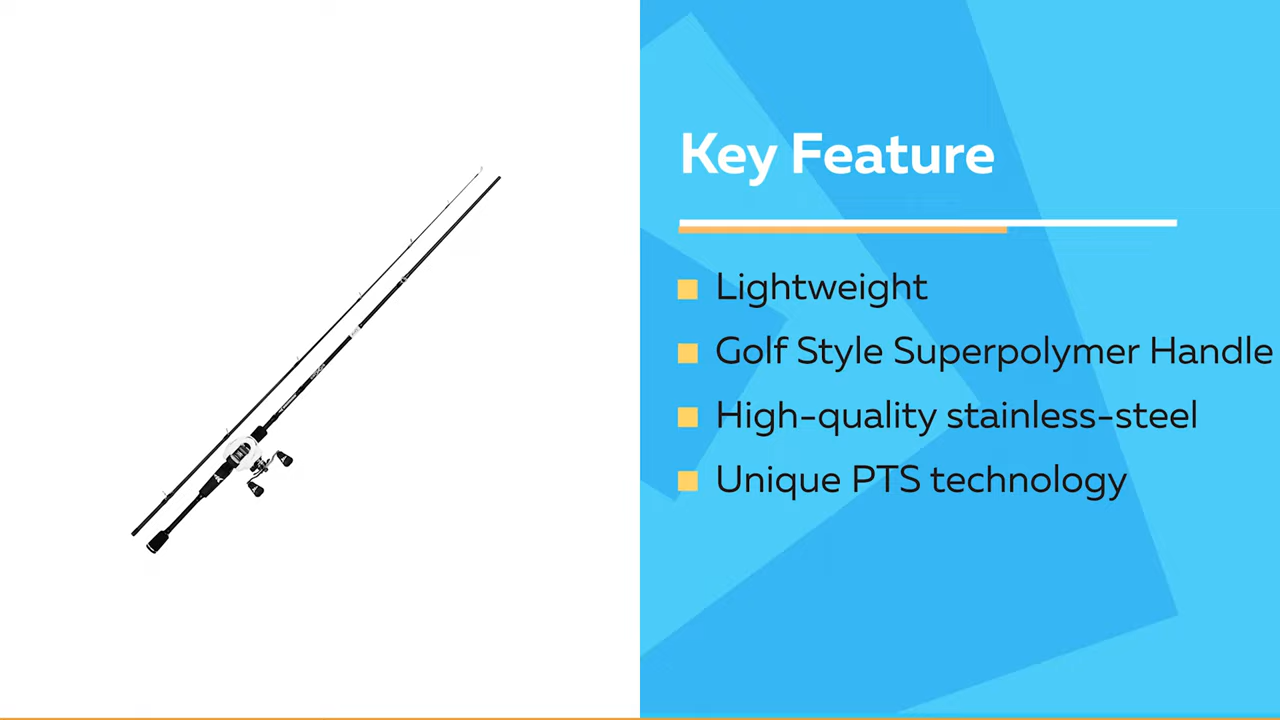 Key Feature
Lightweight
Golf Style Superpolymer Handle
High-quality stainless-steel
Unique PTS technology